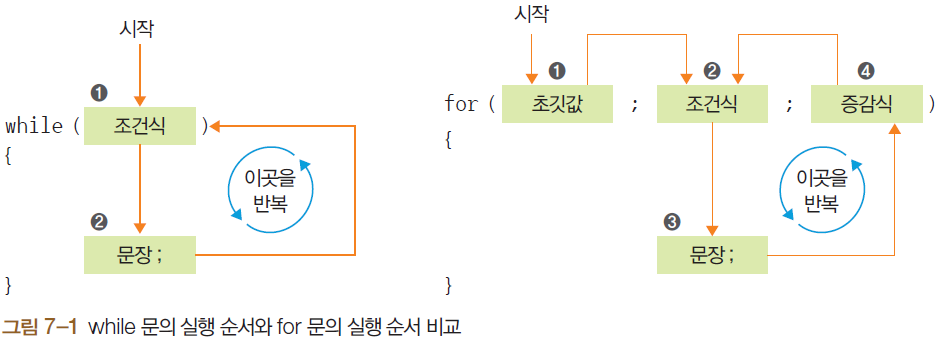 시작
❶
while ( 조건식 )
{
이곳을
반복
❷
문장 ;
}
시작
❶ ❷ ❹
for ( 초깃값 ; 조건식 ; 증감식 )
{
이곳을
반복
❸
문장 ;
}
그림 7-1 while 문의 실행 순서와 for 문의 실행 순서 비교